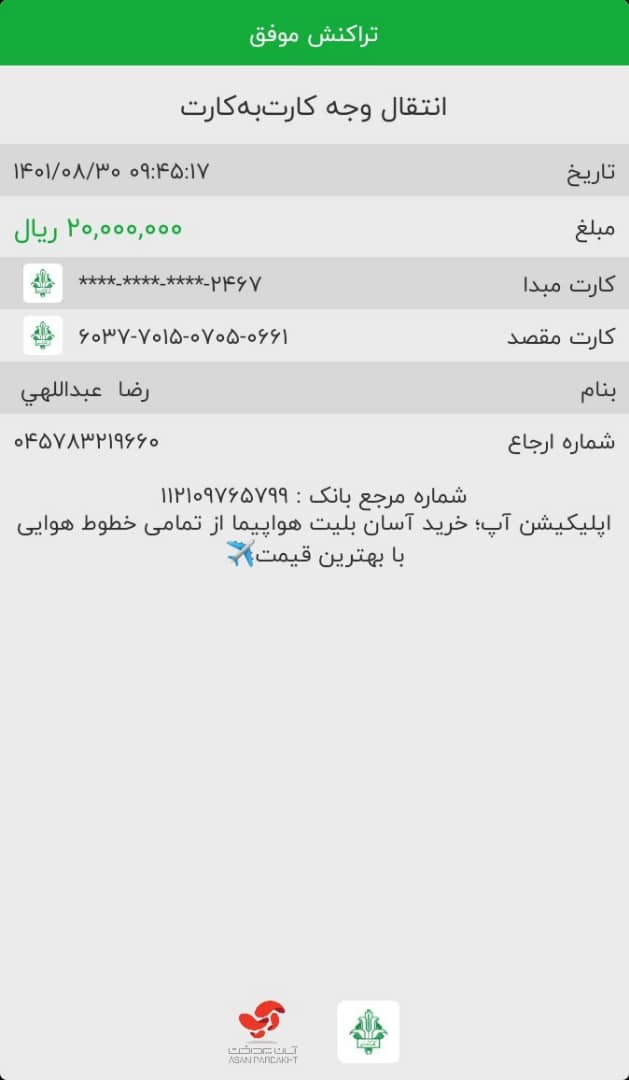 تراکنش موفق
انتقال وجه کارت‌به‌کارت
تاریخ ۱۴۰۱/۰۸/۳۰ ۰۹:۴۵:۱۷
مبلغ ۲۰,۰۰۰,۰۰۰ ریال
کارت مبدا ****-****-****-۲۴۶۷
کارت مقصد ۶۰۳۷-۷۰۱۵-۰۷۰۵-۰۶۶۱
بنام رضا عبداللهي
شماره ارجاع ۰۴۵۷۸۳۲۱۹۶۶۰
شماره مرجع بانک : ۱۱۲۱۰۹۷۶۵۷۹۹
اپلیکیشن آپ؛ خرید آسان بلیت هواپیما از تمامی خطوط هوایی
با بهترین قیمت✈️
آسان پرداخت
ASAN PARDAKHT